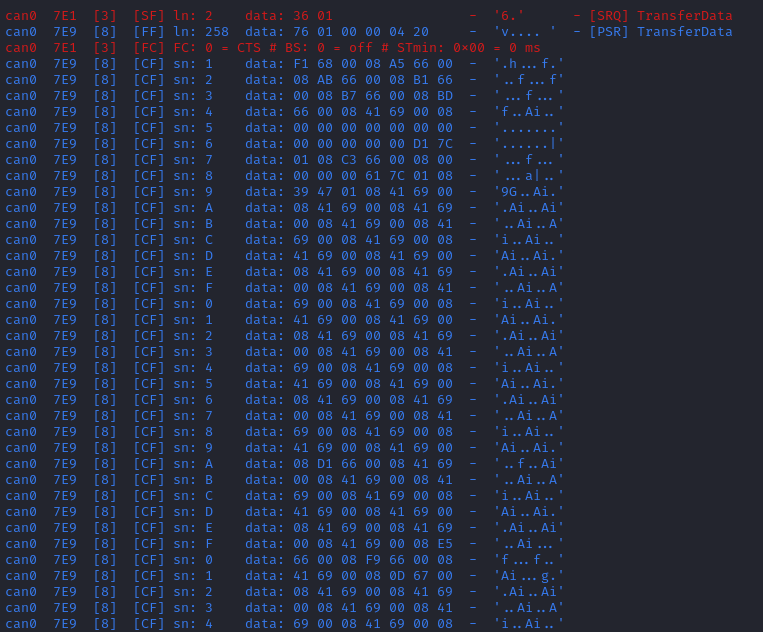 can0  7E1  [3]  [SF] ln: 2    data: 36 01                 -  '6.'      - [SRQ] TransferData
can0  7E9  [8]  [FF] ln: 258  data: 76 01 00 00 04 20     -  'v.... '  - [PSR] TransferData
can0  7E1  [3]  [FC] FC: 0 = CTS # BS: 0 = off # STmin: 0x00 = 0 ms
can0  7E9  [8]  [CF] sn: 1    data: F1 68 00 08 A5 66 00  -  '.h...f.'
can0  7E9  [8]  [CF] sn: 2    data: 08 AB 66 00 08 B1 66  -  '..f...f'
can0  7E9  [8]  [CF] sn: 3    data: 00 08 B7 66 00 08 BD  -  '...f...'
can0  7E9  [8]  [CF] sn: 4    data: 66 00 08 41 69 00 08  -  'f..Ai..'
can0  7E9  [8]  [CF] sn: 5    data: 00 00 00 00 00 00 00  -  '.......'
can0  7E9  [8]  [CF] sn: 6    data: 00 00 00 00 00 D1 7C  -  '......|'
can0  7E9  [8]  [CF] sn: 7    data: 01 08 C3 66 00 08 00  -  '...f...'
can0  7E9  [8]  [CF] sn: 8    data: 00 00 00 61 7C 01 08  -  '...a|..'
can0  7E9  [8]  [CF] sn: 9    data: 39 47 01 08 41 69 00  -  '9G..Ai.'
can0  7E9  [8]  [CF] sn: A    data: 08 41 69 00 08 41 69  -  '.Ai..Ai'
can0  7E9  [8]  [CF] sn: B    data: 00 08 41 69 00 08 41  -  '..Ai..A'
can0  7E9  [8]  [CF] sn: C    data: 69 00 08 41 69 00 08  -  'i..Ai..'
can0  7E9  [8]  [CF] sn: D    data: 41 69 00 08 41 69 00  -  'Ai..Ai.'
can0  7E9  [8]  [CF] sn: E    data: 08 41 69 00 08 41 69  -  '.Ai..Ai'
can0  7E9  [8]  [CF] sn: F    data: 00 08 41 69 00 08 41  -  '..Ai..A'
can0  7E9  [8]  [CF] sn: 0    data: 69 00 08 41 69 00 08  -  'i..Ai..'
can0  7E9  [8]  [CF] sn: 1    data: 41 69 00 08 41 69 00  -  'Ai..Ai.'
can0  7E9  [8]  [CF] sn: 2    data: 08 41 69 00 08 41 69  -  '.Ai..Ai'
can0  7E9  [8]  [CF] sn: 3    data: 00 08 41 69 00 08 41  -  '..Ai..A'
can0  7E9  [8]  [CF] sn: 4    data: 69 00 08 41 69 00 08  -  'i..Ai..'
can0  7E9  [8]  [CF] sn: 5    data: 41 69 00 08 41 69 00  -  'Ai..Ai.'
can0  7E9  [8]  [CF] sn: 6    data: 08 41 69 00 08 41 69  -  '.Ai..Ai'
can0  7E9  [8]  [CF] sn: 7    data: 00 08 41 69 00 08 41  -  '..Ai..A'
can0  7E9  [8]  [CF] sn: 8    data: 69 00 08 41 69 00 08  -  'i..Ai..'
can0  7E9  [8]  [CF] sn: 9    data: 41 69 00 08 41 69 00  -  'Ai..Ai.'
can0  7E9  [8]  [CF] sn: A    data: 08 D1 66 00 08 41 69  -  '..f..Ai'
can0  7E9  [8]  [CF] sn: B    data: 00 08 41 69 00 08 41  -  '..Ai..A'
can0  7E9  [8]  [CF] sn: C    data: 69 00 08 41 69 00 08  -  'i..Ai..'
can0  7E9  [8]  [CF] sn: D    data: 41 69 00 08 41 69 00  -  'Ai..Ai.'
can0  7E9  [8]  [CF] sn: E    data: 08 41 69 00 08 41 69  -  '.Ai..Ai'
can0  7E9  [8]  [CF] sn: F    data: 00 08 41 69 00 08 E5  -  '..Ai...'
can0  7E9  [8]  [CF] sn: 0    data: 66 00 08 F9 66 00 08  -  'f...f..'
can0  7E9  [8]  [CF] sn: 1    data: 41 69 00 08 0D 67 00  -  'Ai...g.'
can0  7E9  [8]  [CF] sn: 2    data: 08 41 69 00 08 41 69  -  '.Ai..Ai'
can0  7E9  [8]  [CF] sn: 3    data: 00 08 41 69 00 08 41  -  '..Ai..A'
can0  7E9  [8]  [CF] sn: 4    data: 69 00 08 41 69 00 08  -  'i..Ai..'